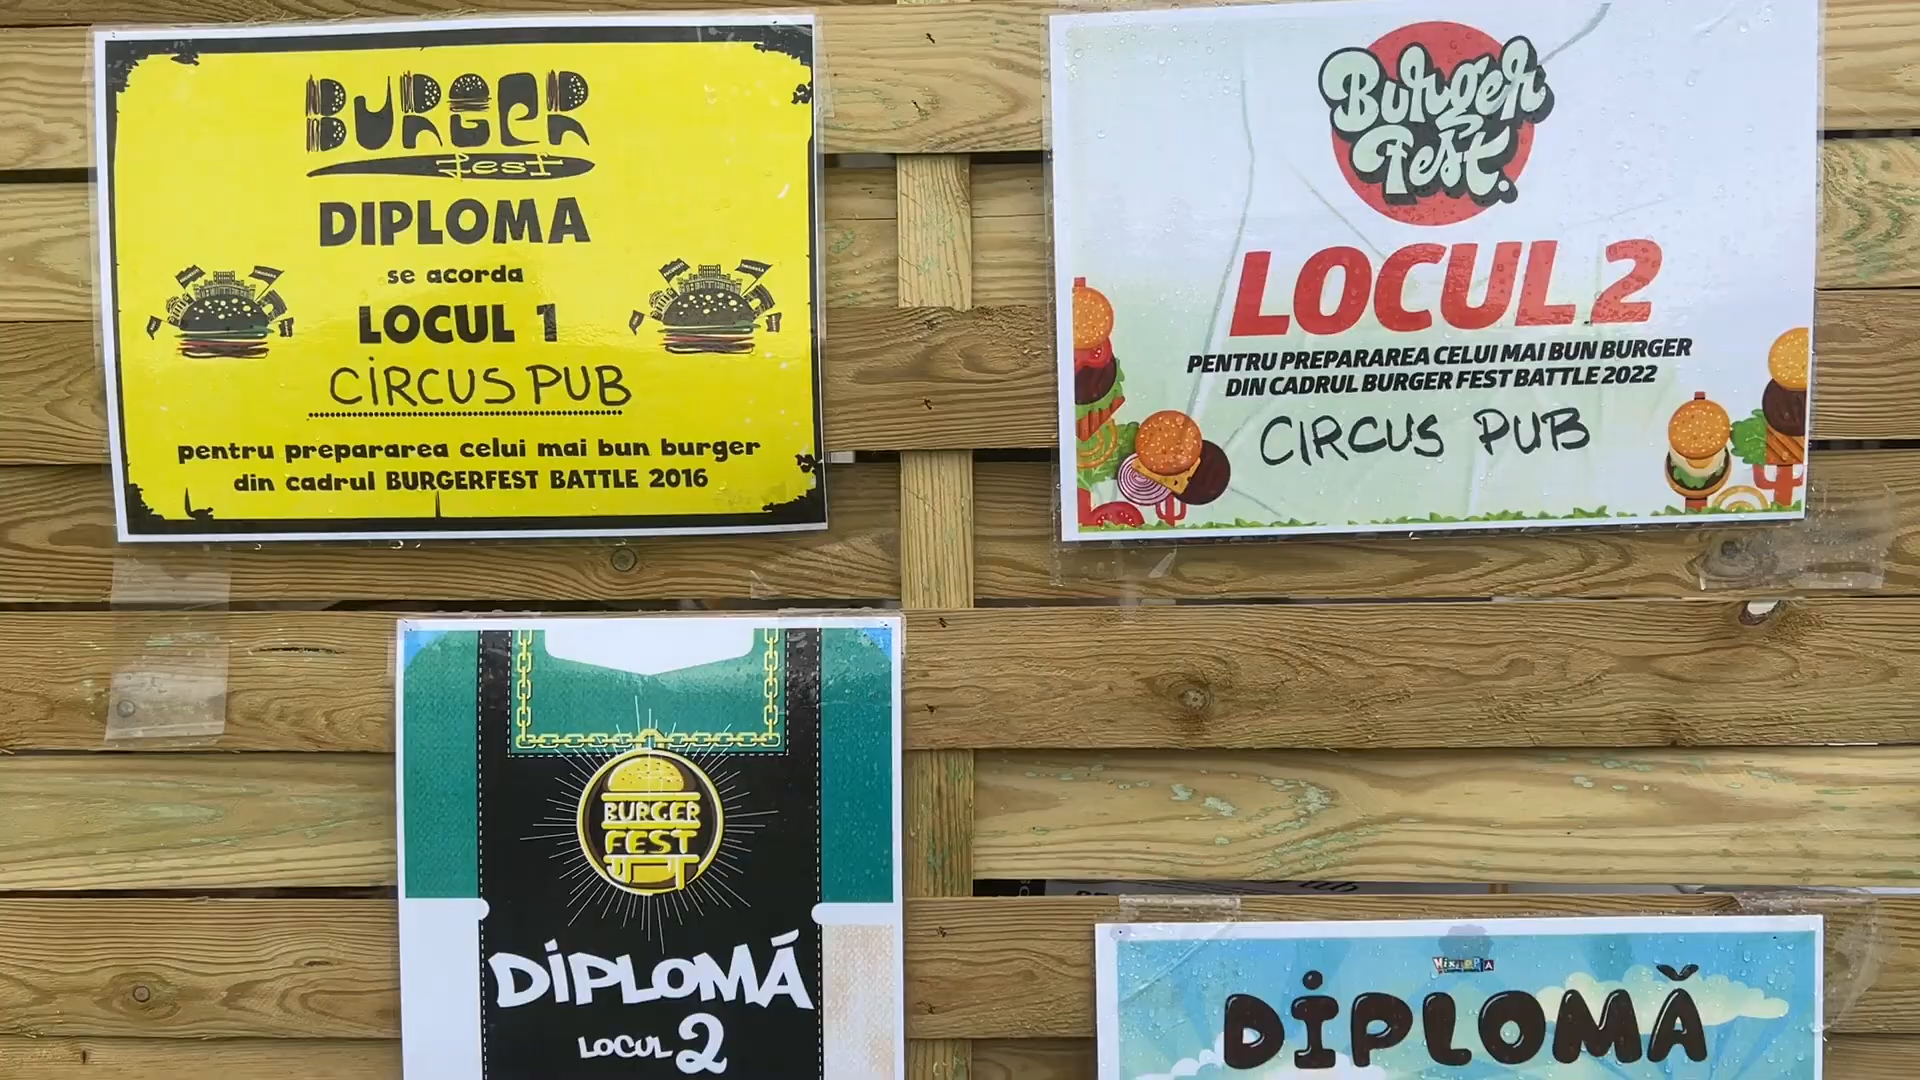 BURGER
fest
DIPLOMA
se acorda
LOCUL 1
CIRCUS PUB
pentru prepararea celui mai bun burger
din cadrul BURGERFEST BATTLE 2016
Burger
Fest.
LOCUL 2
PENTRU PREPARAREA CELUI MAI BUN BURGER
DIN CADRUL BURGER FEST BATTLE 2022
CIRCUS PUB
BURGER
FEST
DIPLOMĂ
LOCUL 2
MIXTOPIA
DIPLOMĂ